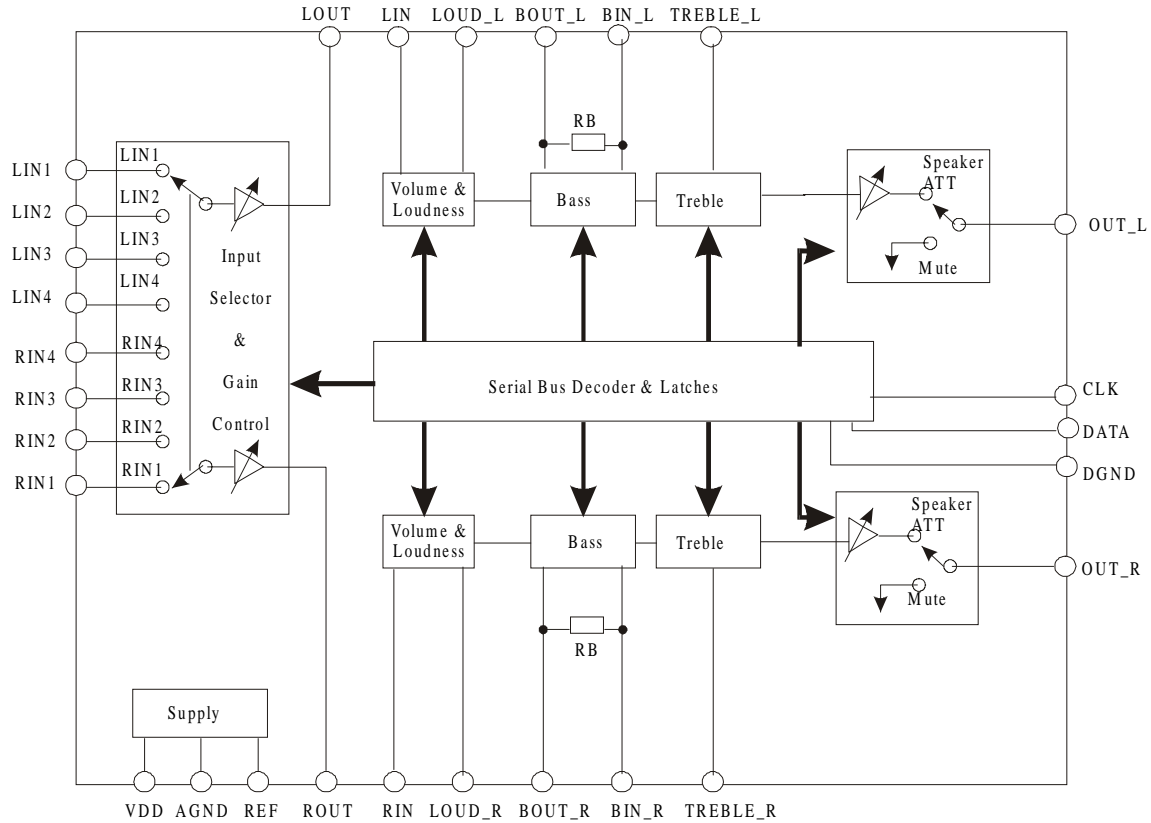 LOUT LIN LOUD_L BOUT_L BIN_L TREBLE_L
RB
LIN1
LIN2
LIN3
LIN4
RIN4
RIN3
RIN2
RIN1
LIN1
LIN2
LIN3
LIN4
RIN4
RIN3
RIN2
RIN1
Input
Selector
&
Gain
Control
Volume &
Loudness
Bass
Treble
Speaker
ATT
Mute
OUT_L
Serial Bus Decoder & Latches
CLK
DATA
DGND
Volume &
Loudness
Bass
Treble
Speaker
ATT
Mute
OUT_R
RB
Supply
VDD AGND REF ROUT RIN LOUD_R BOUT_R BIN_R TREBLE_R